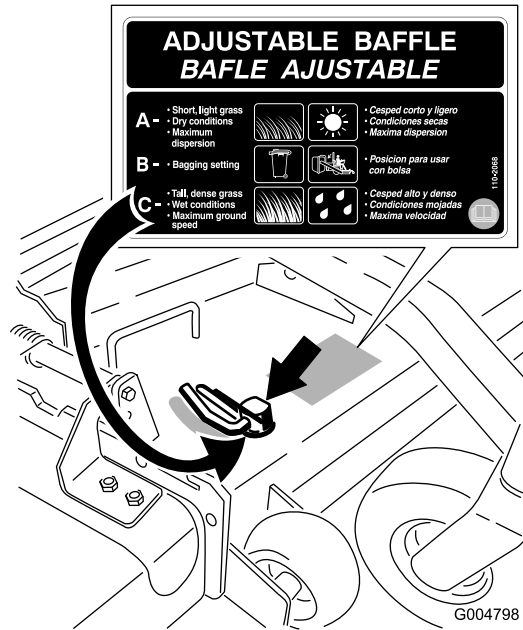 ADJUSTABLE BAFFLE
BAFLE AJUSTABLE
A- • Short, light grass
• Dry conditions
• Maximum
dispersion
• Cesped corto y ligero
• Condiciones secas
• Maxima dispersion
B - • Bagging setting
• Posicion para usar
con bolsa
C- • Tall, dense grass
• Wet conditions
• Maximum ground
speed
• Cesped alto y denso
• Condiciones mojadas
• Maxima velocidad
110-2068
G004798